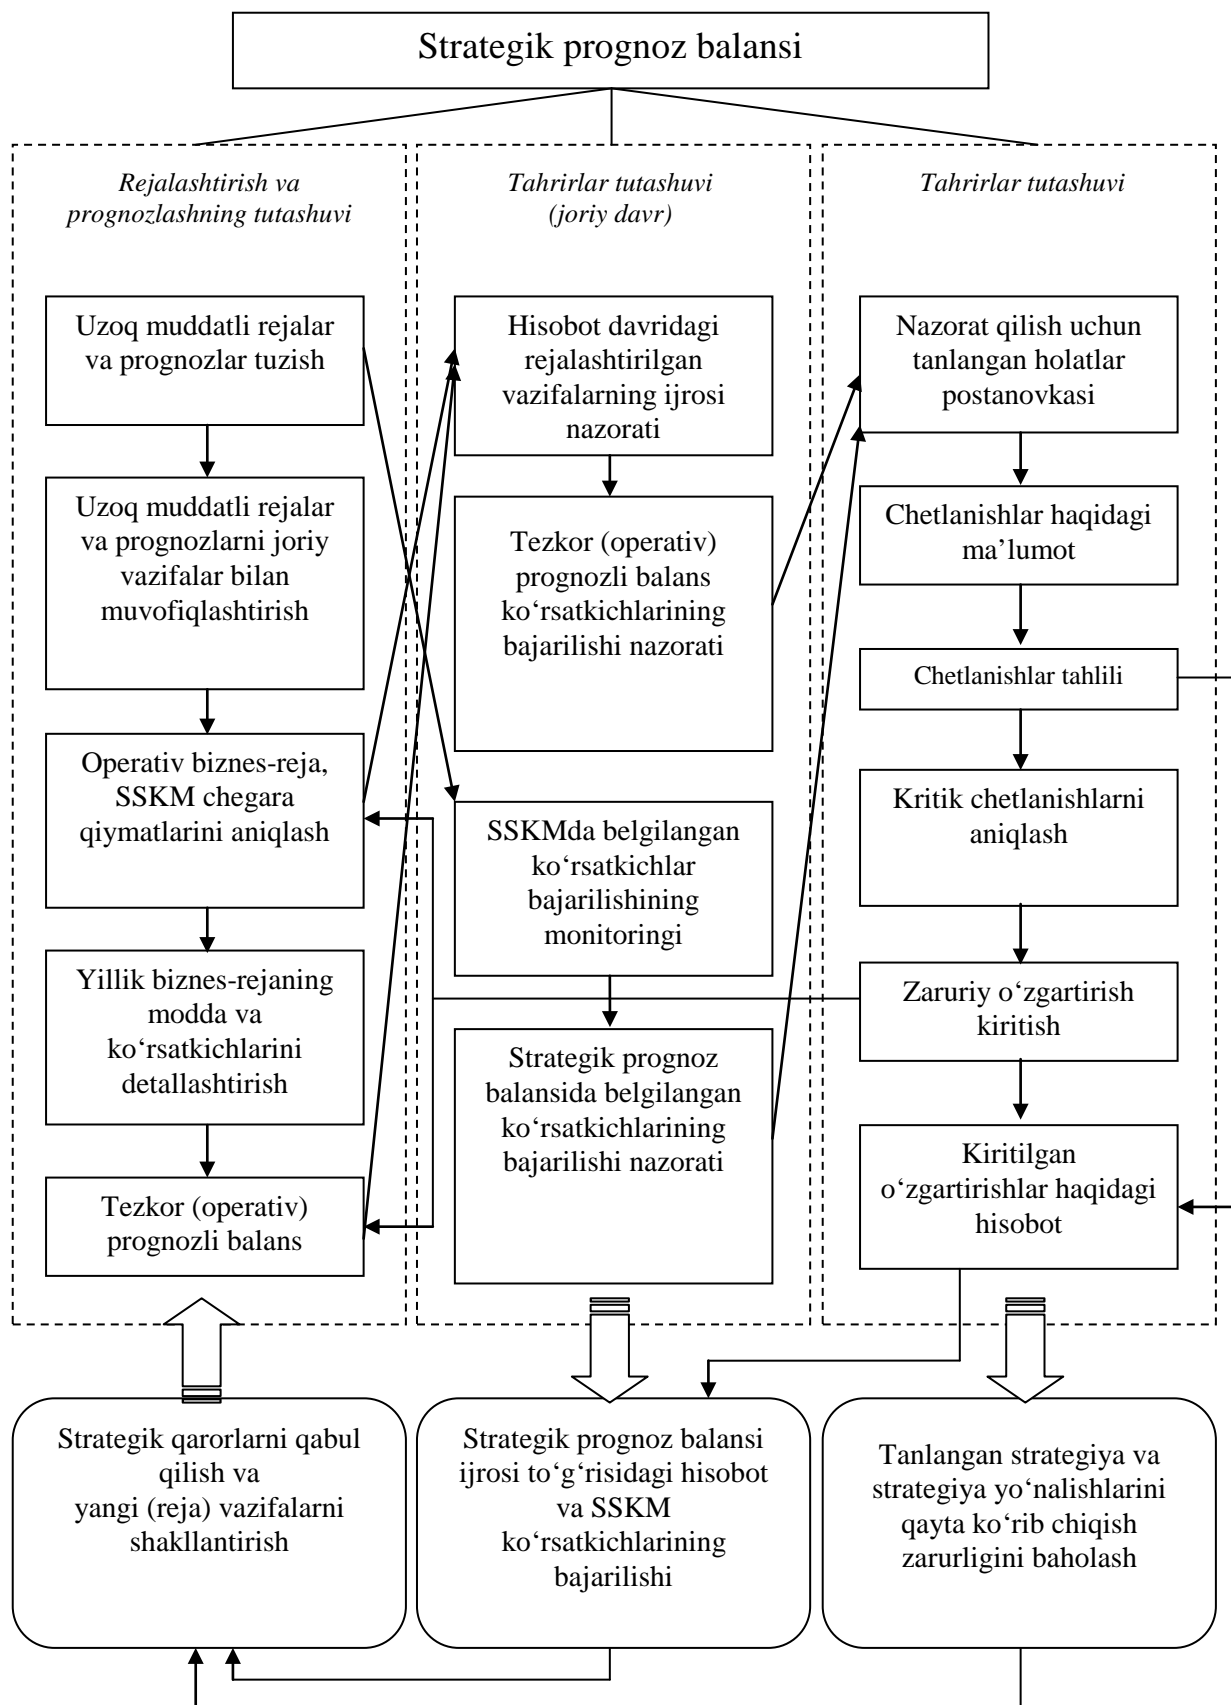 Strategik prognoz balansi
Rejalashtirish va
prognozlashning tutashuvi
Uzoq muddatli rejalar
va prognozlar tuzish
Uzoq muddatli rejalar
va prognozlarni joriy
vazifalar bilan
muvofiqlashtirish
Operativ biznes-reja,
SSKM chegara
qiymatlarini aniqlash
Yillik biznes-rejaning
modda va
ko‘rsatkichlarini
detallashtirish
Tezkor (operativ)
prognozli balans
Tahrirlar tutashuvi
(joriy davr)
Hisobot davridagi
rejalashtirilgan
vazifalarning ijrosi
nazorati
Tezkor (operativ)
prognozli balans
ko‘rsatkichlarining
bajarilishi nazorati
SSKMda belgilangan
ko‘rsatkichlar
bajarilishining
monitoringi
Strategik prognoz
balansida belgilangan
ko‘rsatkichlarining
bajarilishi nazorati
Tahrirlar tutashuvi
Nazorat qilish uchun
tanlangan holatlar
postanovkasi
Chetlanishlar haqidagi
ma’lumot
Chetlanishlar tahlili
Kritik chetlanishlarni
aniqlash
Zaruriy o‘zgartirish
kiritish
Kiritilgan
o‘zgartirishlar haqidagi
hisobot
Strategik qarorlarni qabul
qilish va
yangi (reja) vazifalarni
shakllantirish
Strategik prognoz balansi
ijrosi to‘g‘risidagi hisobot
va SSKM
ko‘rsatkichlarining
bajarilishi
Tanlangan strategiya va
strategiya yo‘nalishlarini
qayta ko‘rib chiqish
zarurligini baholash